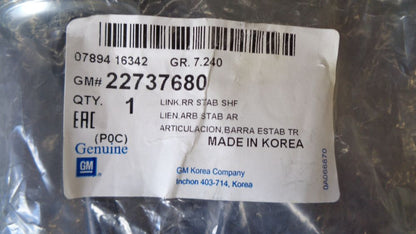 07894 16342 GR. 7.240
GM# 22737680
QTY. 1 LINK.RR STAB SHF
LIEN.ARB STAB AR
EAC ARTICULACION.BARRA ESTAB TR
(P0C) MADE IN KOREA
Genuine
GM
GM Korea Company
Inchon 403-714, Korea
0A066870